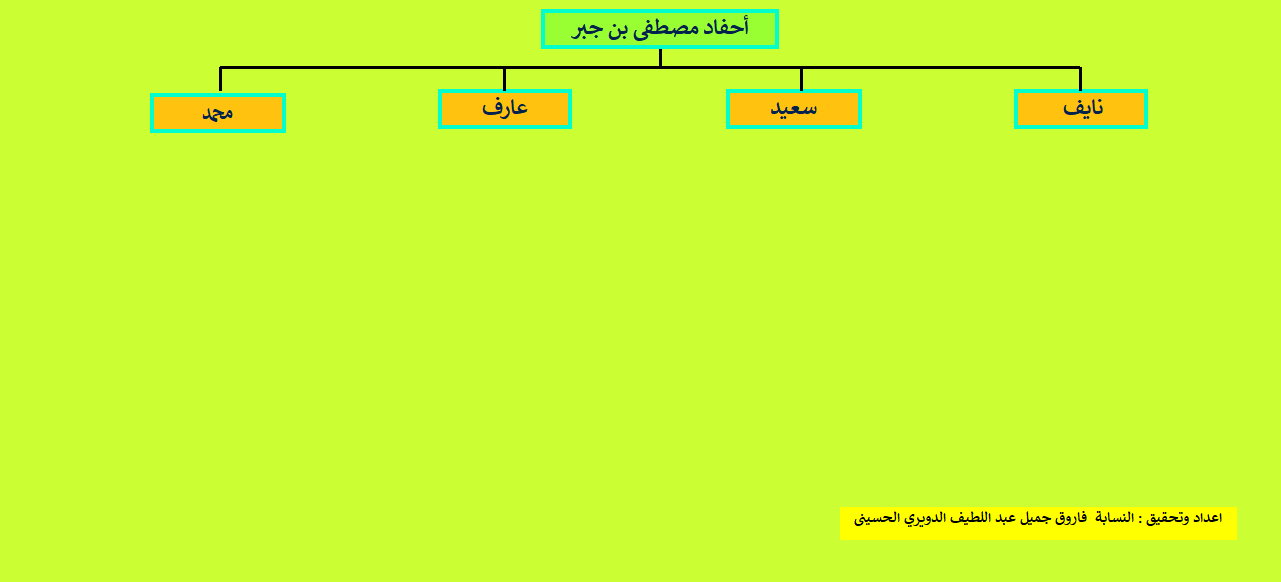 أحفاد مصطفى بن جبر
نايف
سعيد
عارف
محمد
اعداد وتحقيق : النسابة فاروق جميل عبد اللطيف الدويري الحسينى